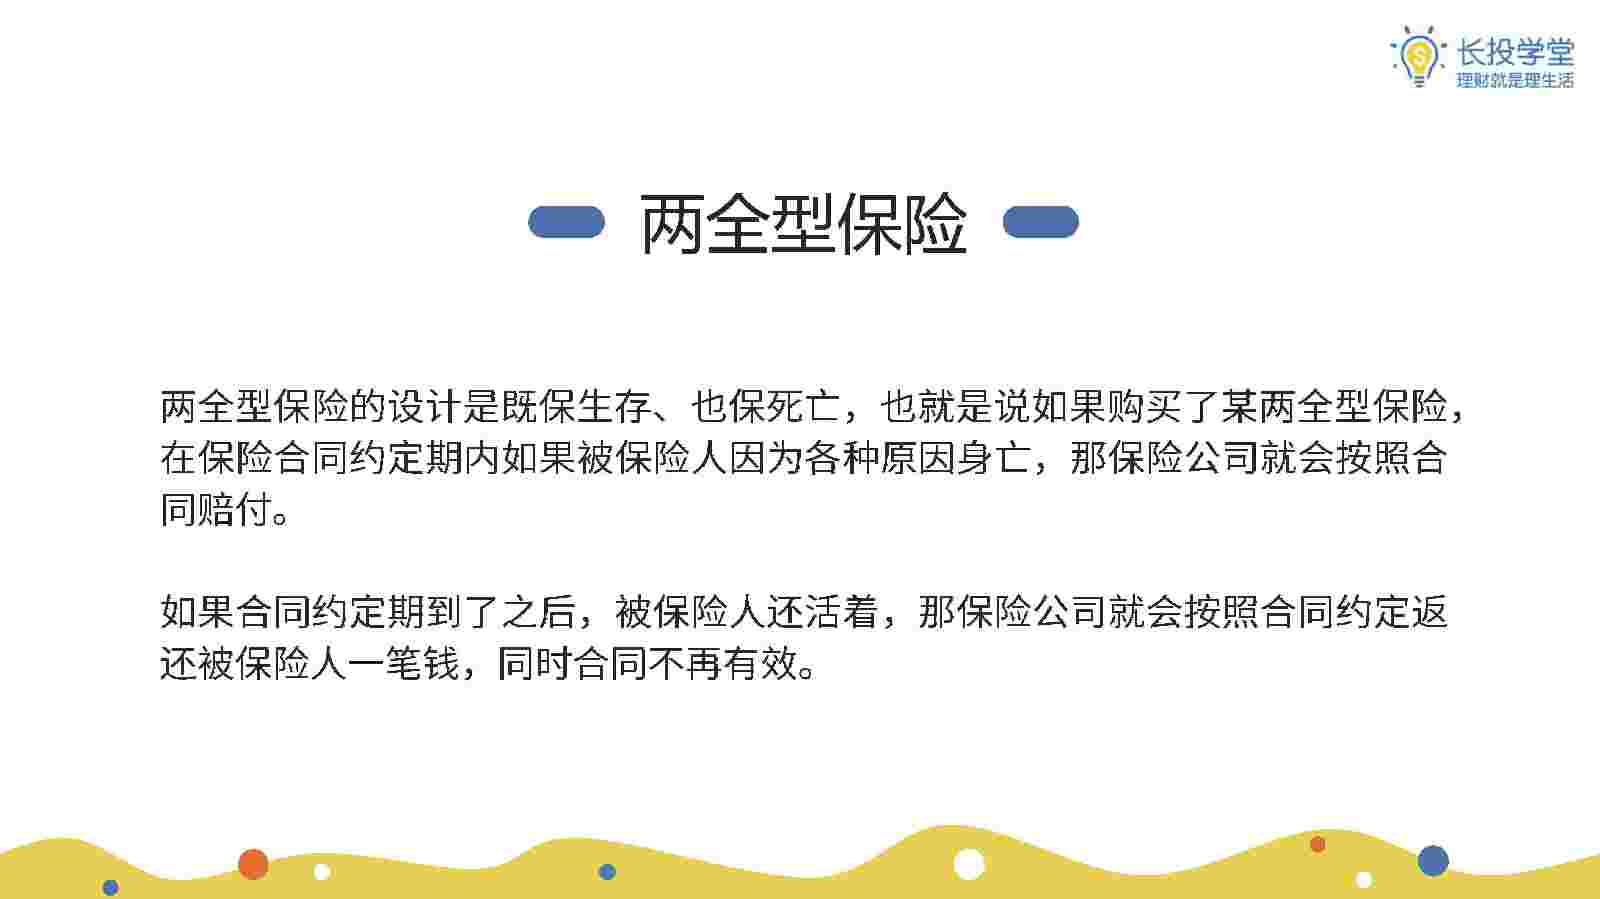 长投学堂
理财就是理生活
两全型保险
两全型保险的设计是既保生存、也保死亡，也就是说如果购买了某两全型保险，
在保险合同约定期内如果被保险人因为各种原因身亡，那保险公司就会按照合
同赔付。
如果合同约定期到了之后，被保险人还活着，那保险公司就会按照合同约定返
还被保险人一笔钱，同时合同不再有效。